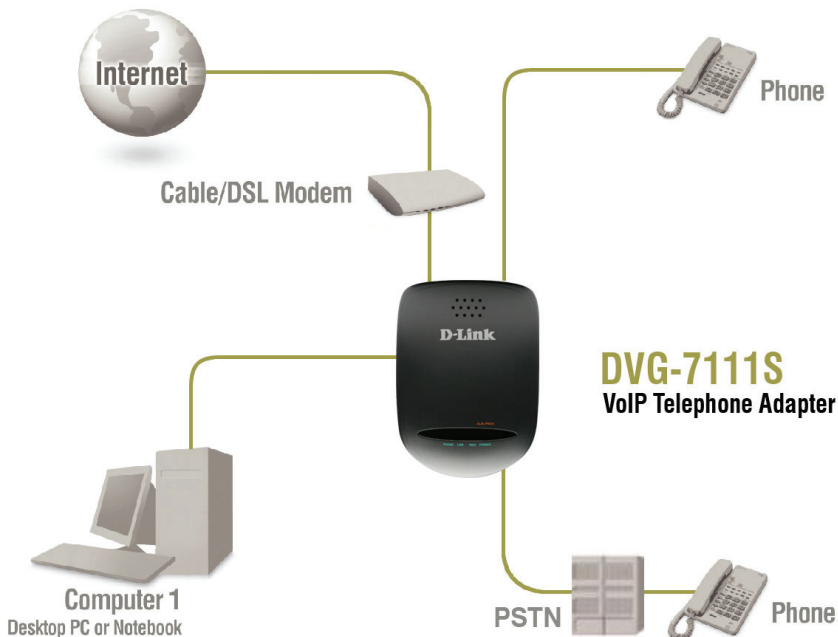 Internet
Phone
Cable/DSL Modem
D-Link
DVG-7111S
VoIP Telephone Adapter
Computer 1
Desktop PC or Notebook
PSTN
Phone